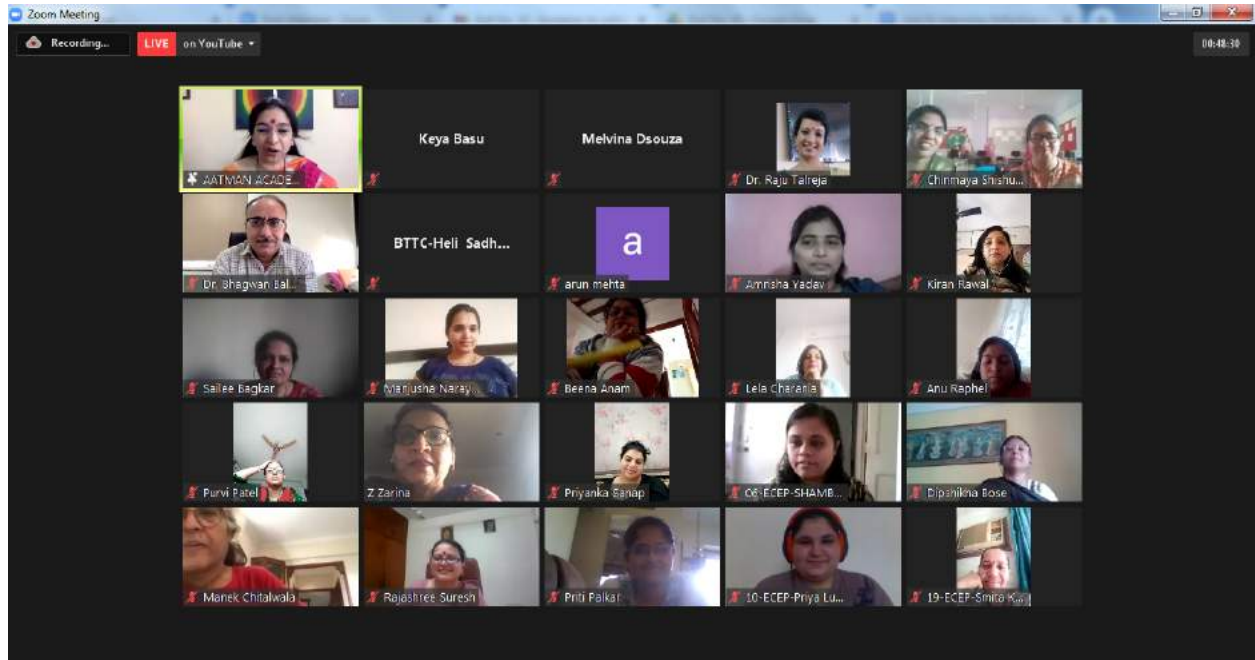 Zoom Meeting
Recording...
LIVE on YouTube
00:48:30
AATMAN ACADE...
Keya Basu
Melvina Dsouza
Dr. Raju Talreja
Chinmaya Shishu...
Dr. Bhagwan Bal...
BTTC-Heli Sadh...
a
arun mehta
Amrisha Yadav
Kiran Rawal
Sailee Bagkar
Manjusha Naray...
Beena Anam
Lela Charania
Anu Raphel
Purvi Patel
Z Zarina
Priyanka Sanap
06-ECEP-SHAMB...
Dipshikha Bose
Manek Chitalwala
Rajashree Suresh
Priti Palkar
10-ECEP-Priya Lu...
19-ECEP-Smita K...